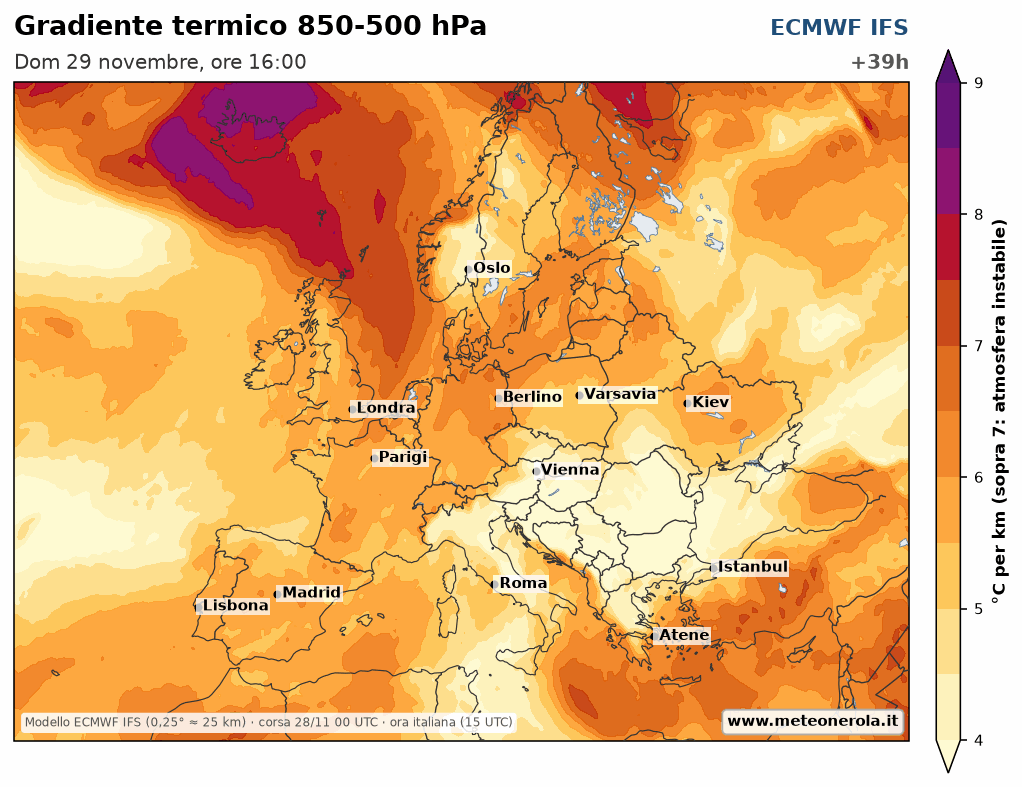 Gradiente termico 850-500 hPa
ECMWF IFS
Dom 29 novembre, ore 16:00
+39h
9
8
7
6
5
4
°C per km (sopra 7: atmosfera instabile)
Oslo
Berlino
Varsavia
Kiev
Londra
Parigi
Vienna
Istanbul
Roma
Madrid
Lisbona
Atene
Modello ECMWF IFS (0,25° ≈ 25 km) · corsa 28/11 00 UTC · ora italiana (15 UTC)
www.meteonerola.it